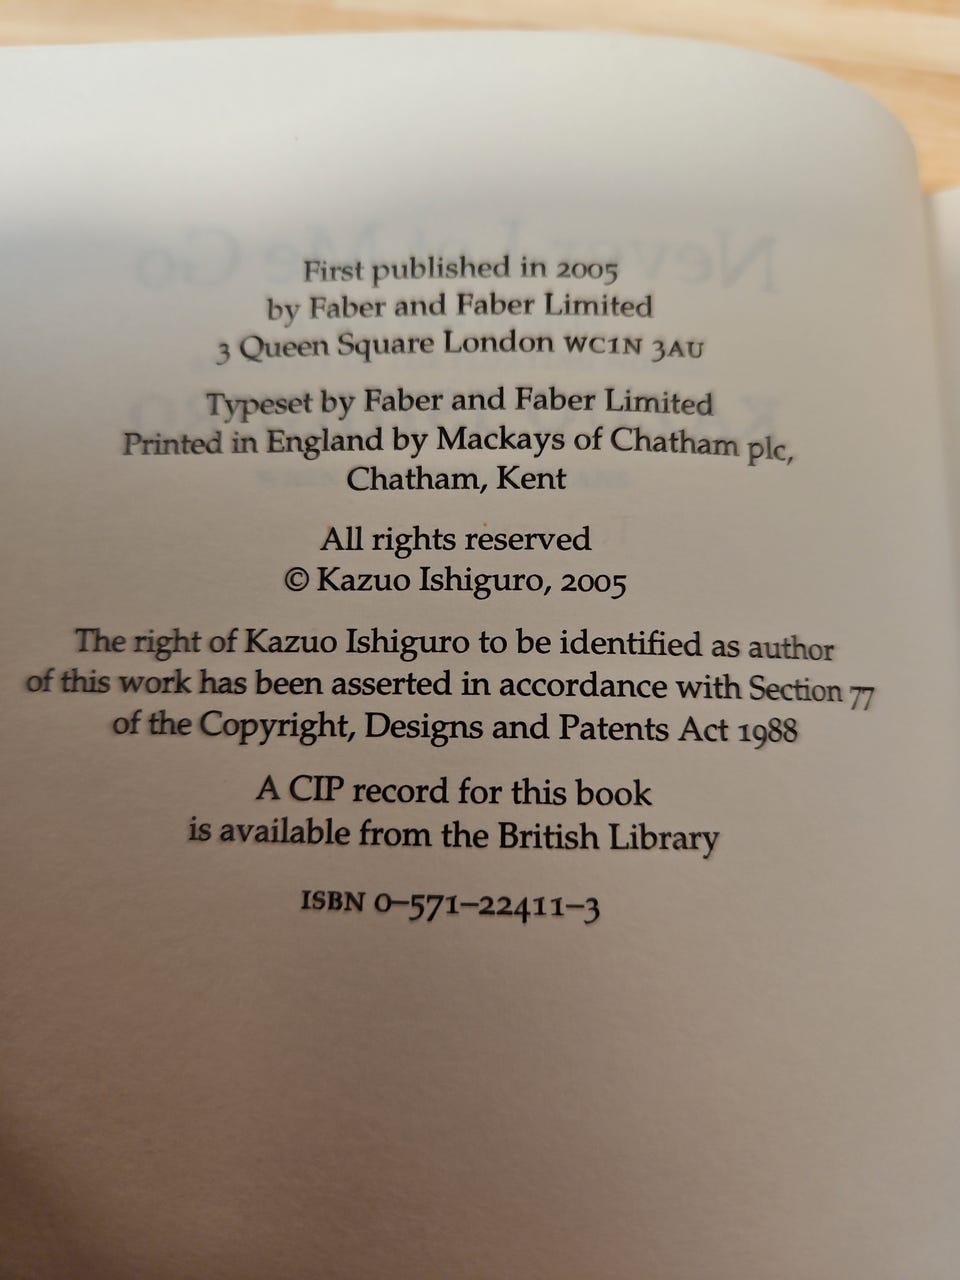 First published in 2005
by Faber and Faber Limited
3 Queen Square London WC1N 3AU
Typeset by Faber and Faber Limited
Printed in England by Mackays of Chatham plc,
Chatham, Kent
All rights reserved
© Kazuo Ishiguro, 2005
The right of Kazuo Ishiguro to be identified as author
of this work has been asserted in accordance with Section 77
of the Copyright, Designs and Patents Act 1988
A CIP record for this book
is available from the British Library
ISBN 0–571–22411–3